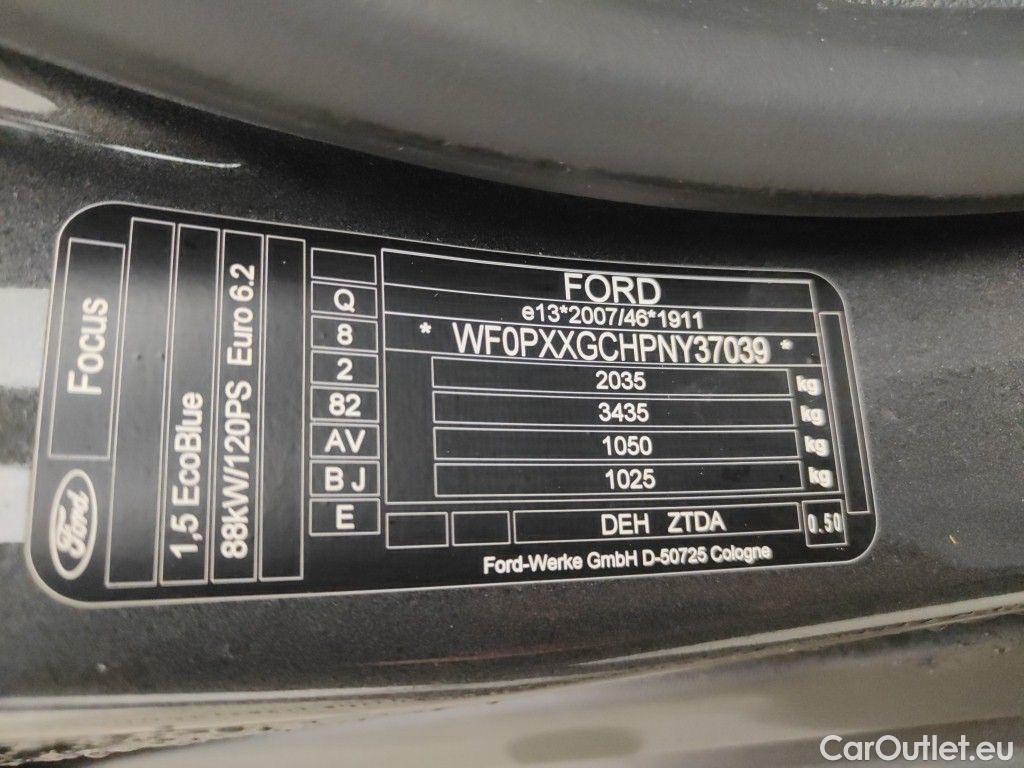 Focus
Ford
1,5 EcoBlue
88kW/120PS Euro 6.2
Q
8
2
82
AV
B J
E
FORD
e13*2007/46*1911
* WF0PXXGCHPNY37039 *
2035 kg
3435 kg
1050 kg
1025 kg
DEH ZTDA
0.50
Ford-Werke GmbH D-50725 Cologne
CarOutlet.eu